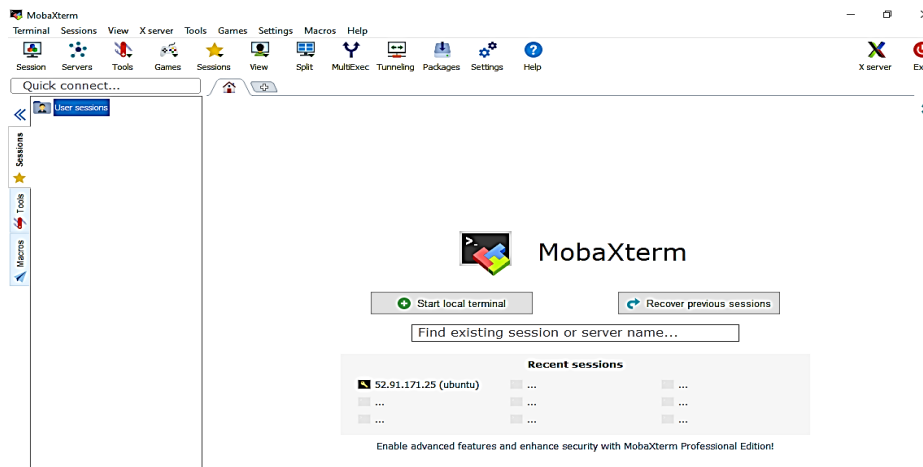 MobaXterm
Terminal Sessions View X server Tools Games Settings Macros Help
Session Servers Tools Games Sessions View Split MultiExec Tunneling Packages Settings Help X server
Quick connect...
User sessions
Sessions
Tools
Macros
MobaXterm
Start local terminal Recover previous sessions
Find existing session or server name...
Recent sessions
52.91.171.25 (ubuntu) ... ...
... ... ...
... ... ...
Enable advanced features and enhance security with MobaXterm Professional Edition!